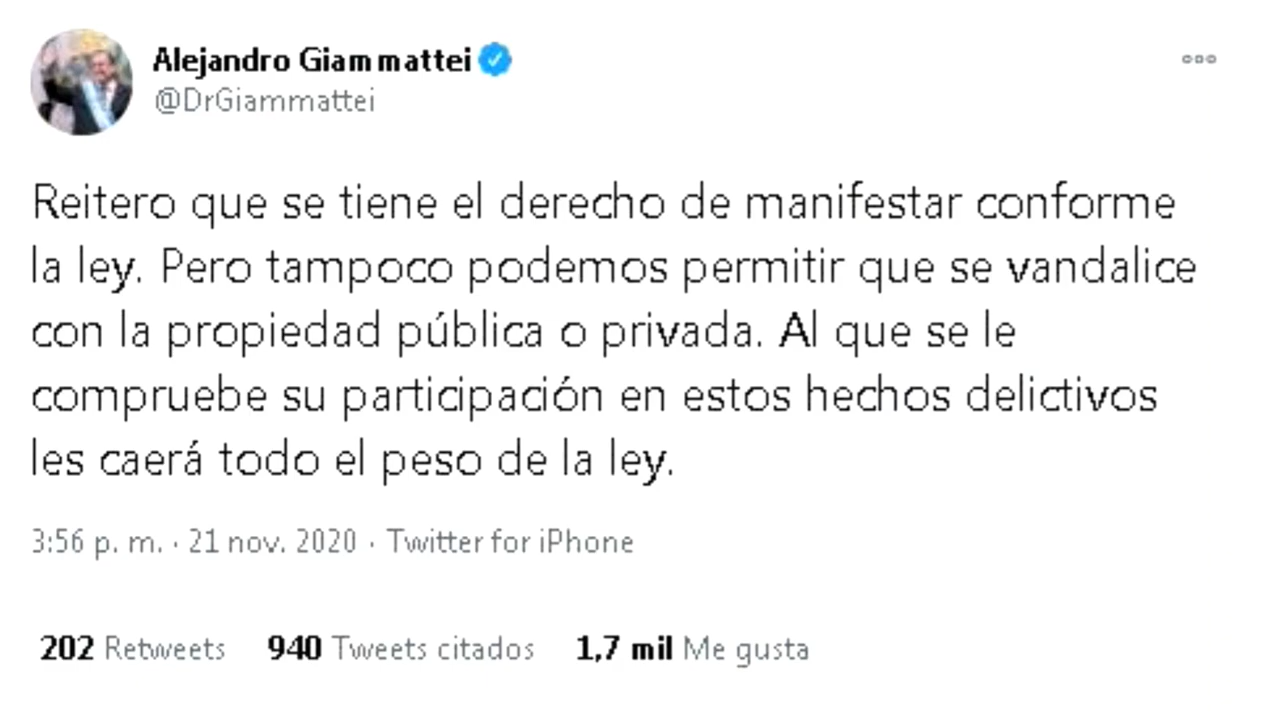 Alejandro Giammattei
@DrGiammattei
Reitero que se tiene el derecho de manifestar conforme
la ley. Pero tampoco podemos permitir que se vandalice
con la propiedad pública o privada. Al que se le
compruebe su participación en estos hechos delictivos
les caerá todo el peso de la ley.
3:56 p. m. · 21 nov. 2020 · Twitter for iPhone
202 Retweets 940 Tweets citados 1,7 mil Me gusta